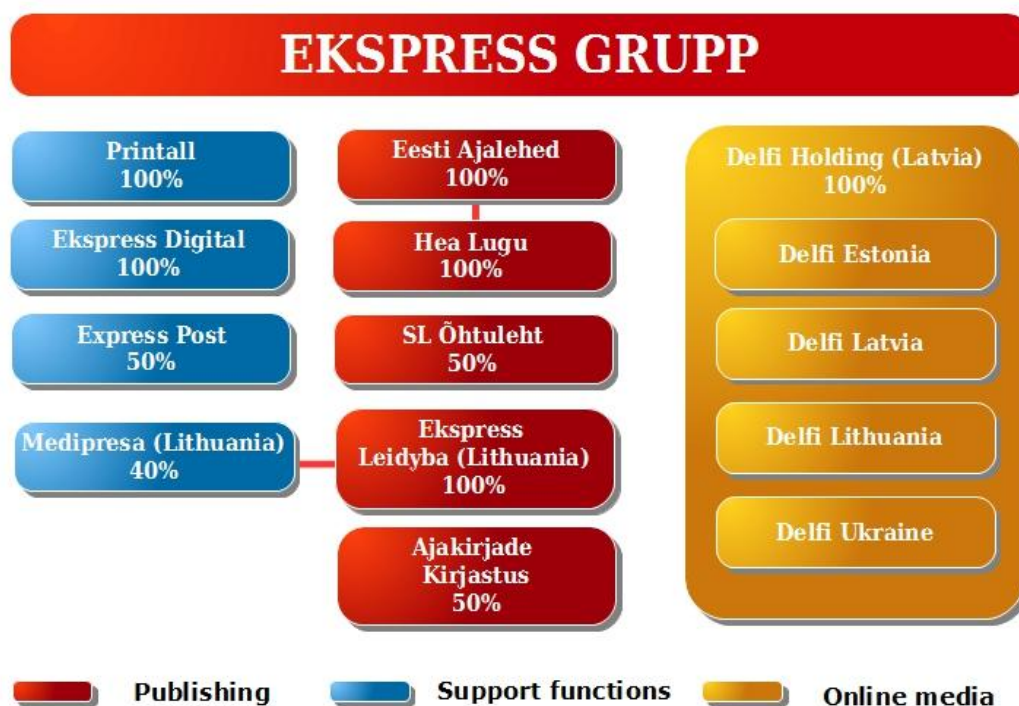 EKSPRESS GRUPP
Printall
100%
Ekspress Digital
100%
Express Post
50%
Medipresa (Lithuania)
40%
Eesti Ajalehed
100%
Hea Lugu
100%
SL Õhtuleht
50%
Ekspress
Leidyba (Lithuania)
100%
Ajakirjade
Kirjastus
50%
Delfi Holding (Latvia)
100%
Delfi Estonia
Delfi Latvia
Delfi Lithuania
Delfi Ukraine
Publishing
Support functions
Online media